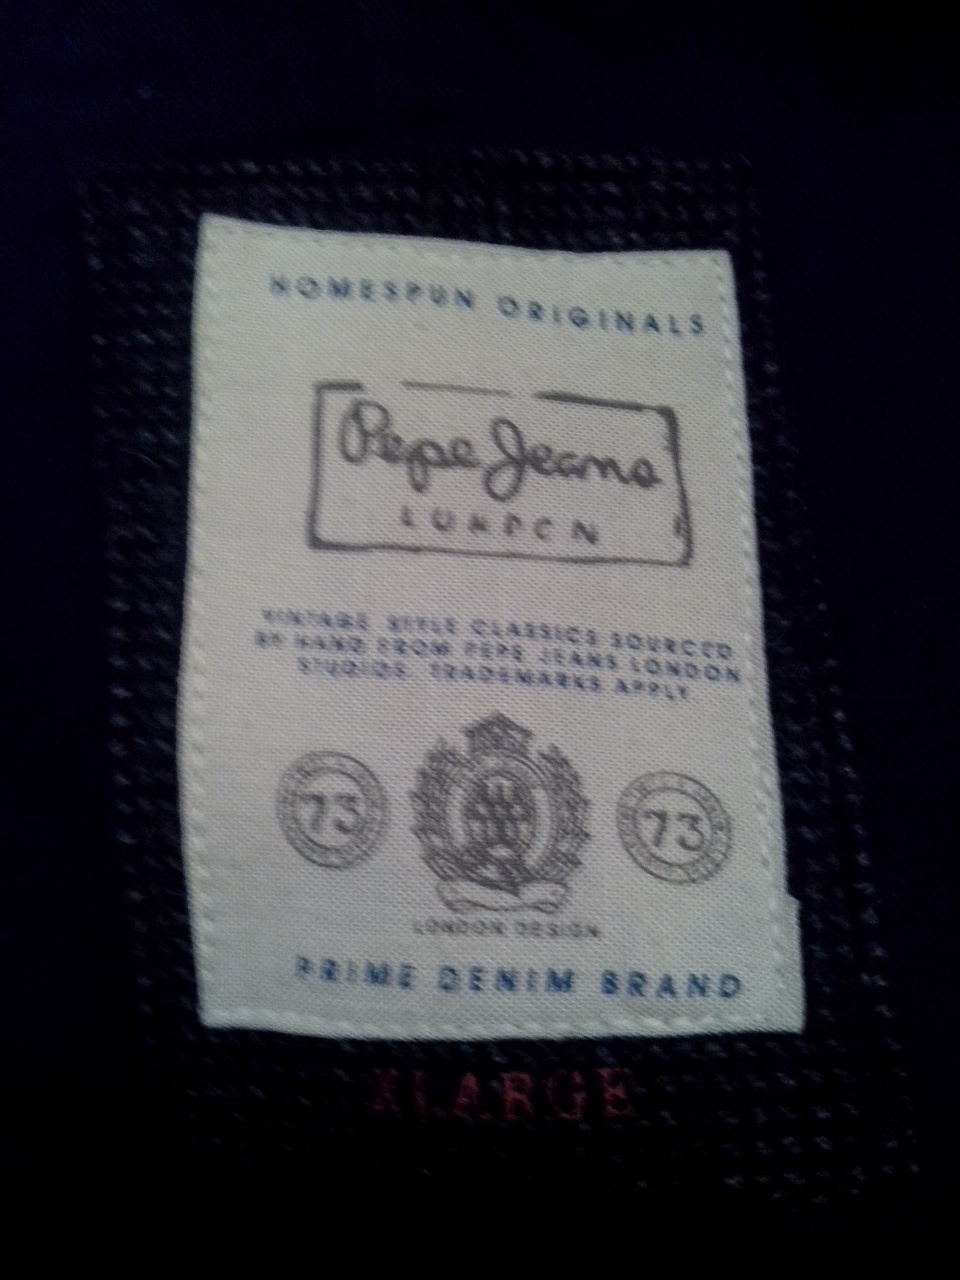 HOMESPUN ORIGINALS
Pepe Jeans
LONDON
VINTAGE STYLE CLASSICS SOURCED
BY HAND FROM PEPE JEANS LONDON
STUDIOS. TRADEMARKS APPLY
73
73
LONDON DESIGN
PRIME DENIM BRAND
XLARGE